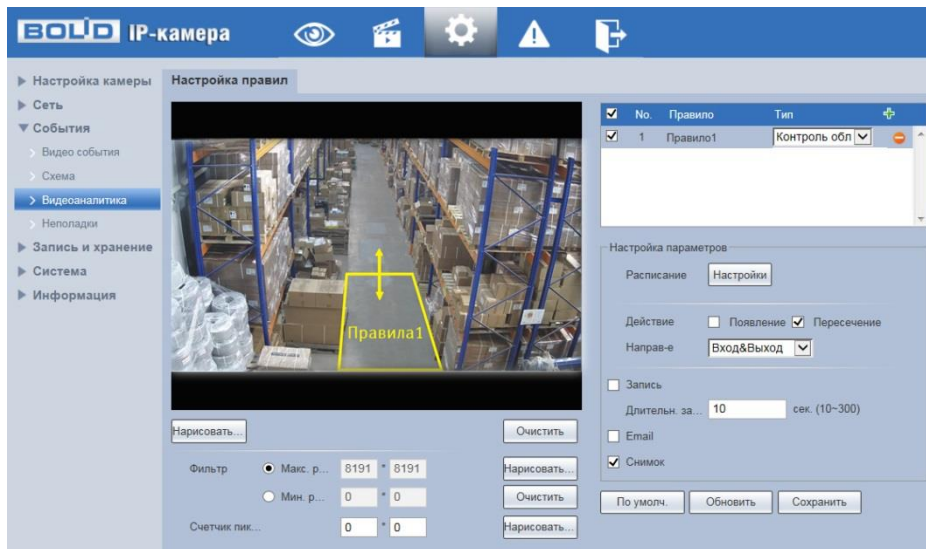 BOLID IP-камера
Настройка камеры
Сеть
События
Видео события
Схема
Видеоаналитика
Неполадки
Запись и хранение
Система
Информация
Настройка правил
Правила1
Нарисовать... Очистить
Фильтр Макс. р... 8191 * 8191 Нарисовать...
Мин. р... 0 * 0 Очистить
Счетчик пик... 0 * 0 Нарисовать...
No. Правило Тип
1 Правило1 Контроль обл
Настройка параметров
Расписание Настройки
Действие Появление Пересечение
Направ-е Вход&Выход
Запись
Длительн. за... 10 сек. (10~300)
Email
Снимок
По умолч. Обновить Сохранить